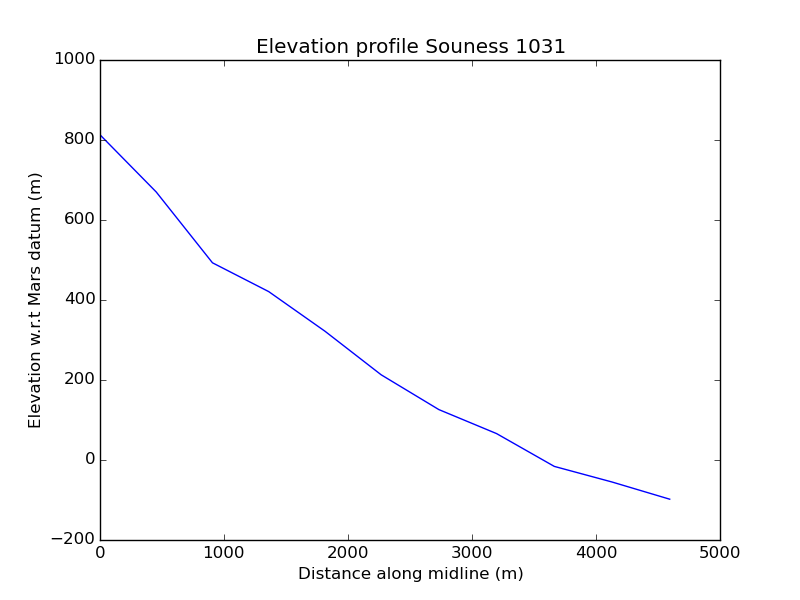 Elevation profile Souness 1031
1000
800
600
400
200
0
−200
Elevation w.r.t Mars datum (m)
0 1000 2000 3000 4000 5000
Distance along midline (m)